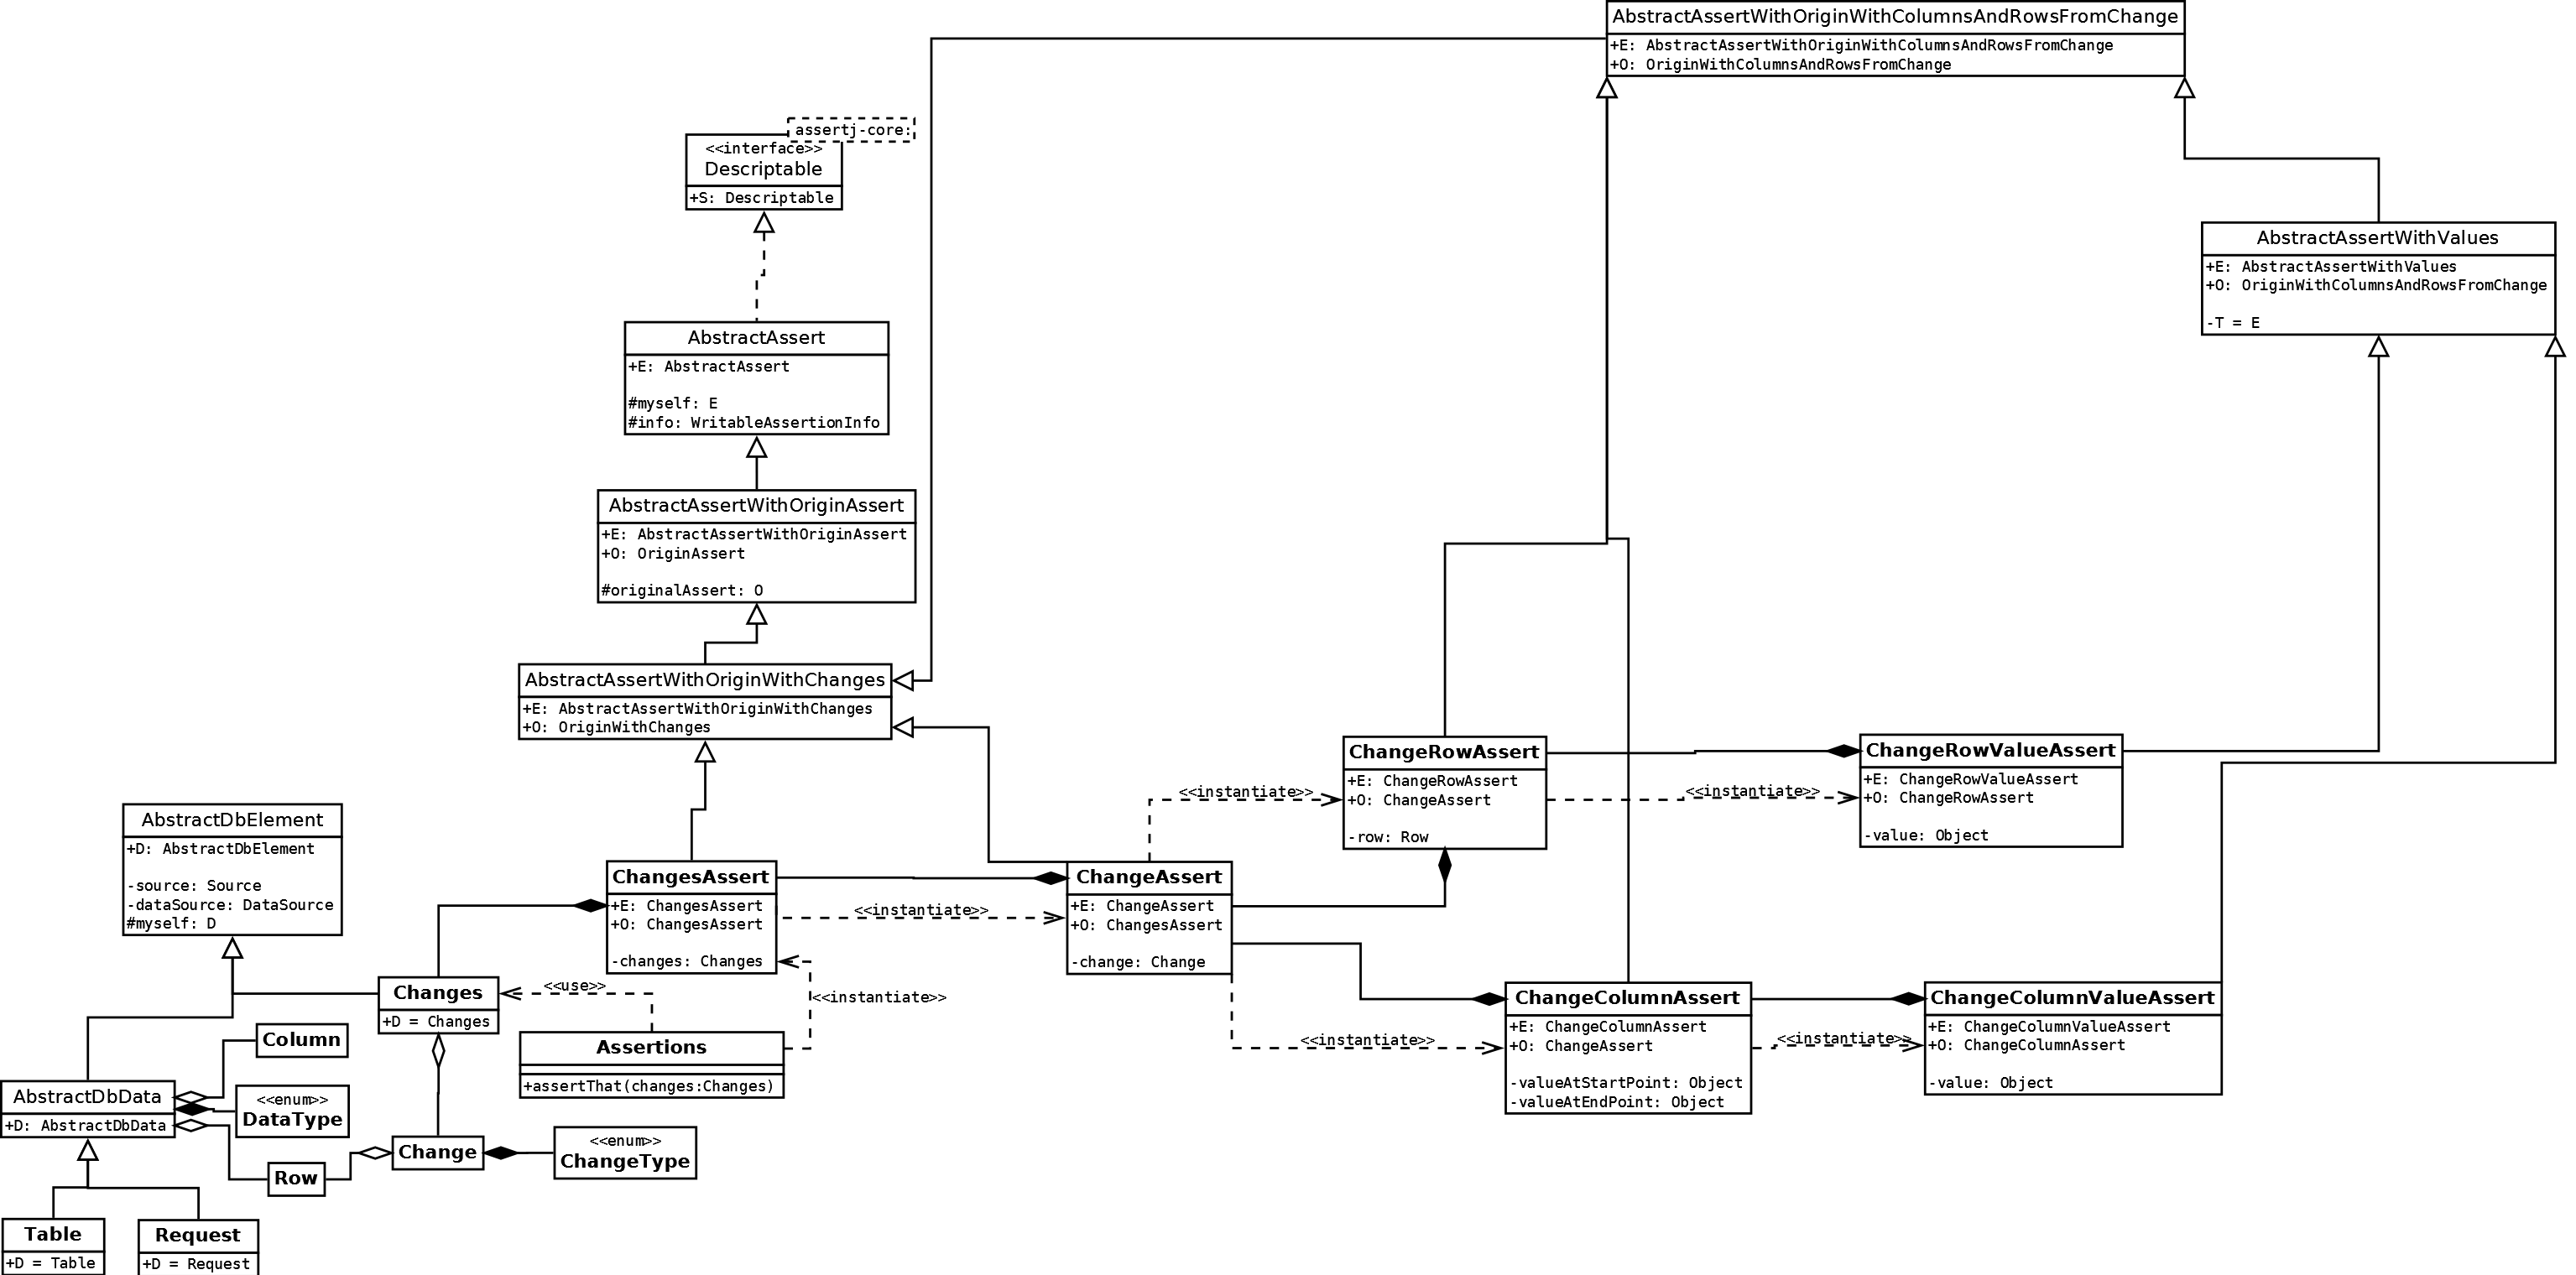 AbstractAssertWithOriginWithColumnsAndRowsFromChange
+E: AbstractAssertWithOriginWithColumnsAndRowsFromChange
+O: OriginWithColumnsAndRowsFromChange
assertj-core:
<<interface>>
Descriptable
+S: Descriptable
AbstractAssertWithValues
+E: AbstractAssertWithValues
+O: OriginWithColumnsAndRowsFromChange
-T = E
AbstractAssert
+E: AbstractAssert
#myself: E
#info: WritableAssertionInfo
AbstractAssertWithOriginAssert
+E: AbstractAssertWithOriginAssert
+O: OriginAssert
#originalAssert: O
AbstractAssertWithOriginWithChanges
+E: AbstractAssertWithOriginWithChanges
+O: OriginWithChanges
ChangeRowAssert
+E: ChangeRowAssert
+O: ChangeAssert
-row: Row
<<instantiate>>
ChangeRowValueAssert
+E: ChangeRowValueAssert
+O: ChangeRowAssert
-value: Object
<<instantiate>>
AbstractDbElement
+D: AbstractDbElement
-source: Source
-dataSource: DataSource
#myself: D
ChangesAssert
+E: ChangesAssert
+O: ChangesAssert
-changes: Changes
<<instantiate>>
ChangeAssert
+E: ChangeAssert
+O: ChangesAssert
-change: Change
Changes
+D = Changes
<<use>>
<<instantiate>>
Assertions
+assertThat(changes:Changes)
<<instantiate>>
ChangeColumnAssert
+E: ChangeColumnAssert
+O: ChangeAssert
-valueAtStartPoint: Object
-valueAtEndPoint: Object
<<instantiate>>
ChangeColumnValueAssert
+E: ChangeColumnValueAssert
+O: ChangeColumnAssert
-value: Object
Column
AbstractDbData
+D: AbstractDbData
<<enum>>
DataType
Row
Change
<<enum>>
ChangeType
Table
+D = Table
Request
+D = Request